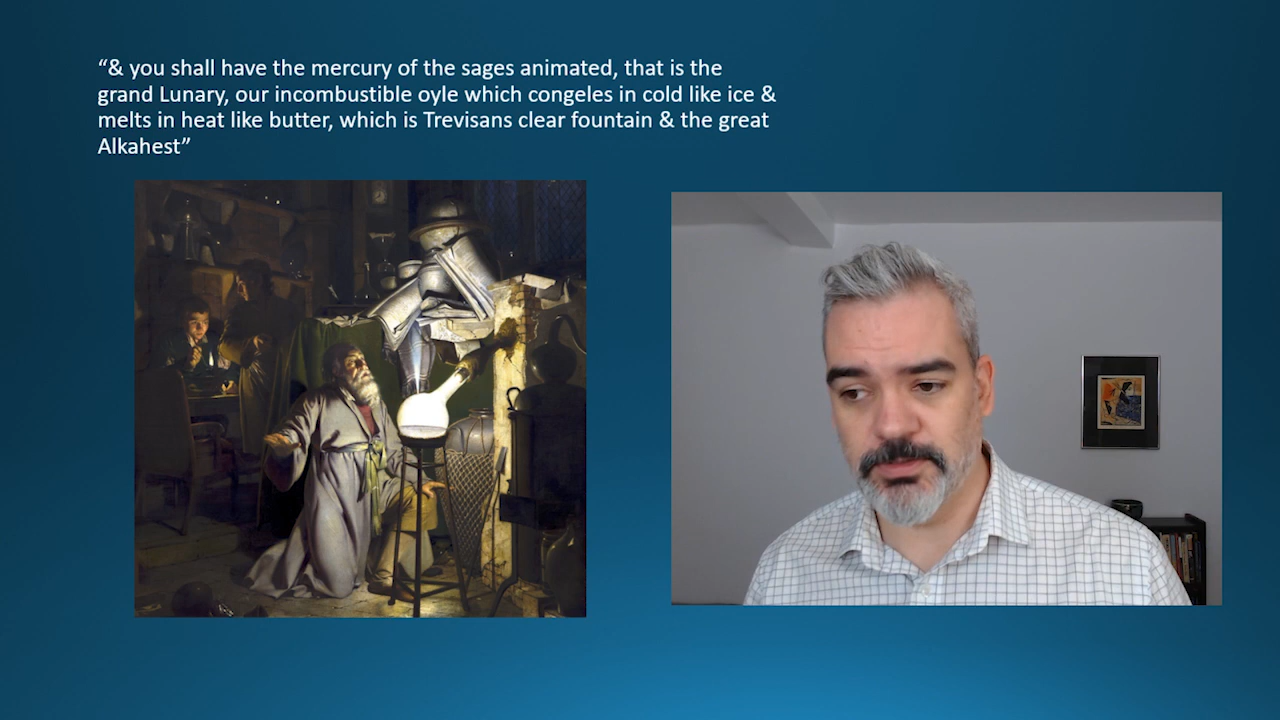 “& you shall have the mercury of the sages animated, that is the
grand Lunary, our incombustible oyle which congeles in cold like ice &
melts in heat like butter, which is Trevisans clear fountain & the great
Alkahest”